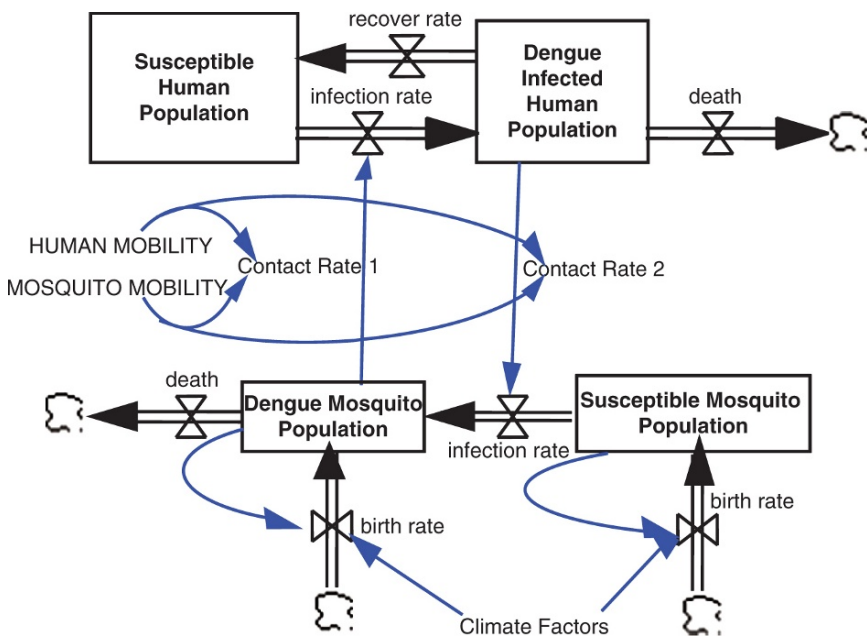 recover rate
Susceptible
Human
Population
Dengue
Infected
Human
Population
infection rate
death
HUMAN MOBILITY
Contact Rate 1
Contact Rate 2
MOSQUITO MOBILITY
death
Dengue Mosquito
Population
Susceptible Mosquito
Population
infection rate
birth rate
birth rate
Climate Factors